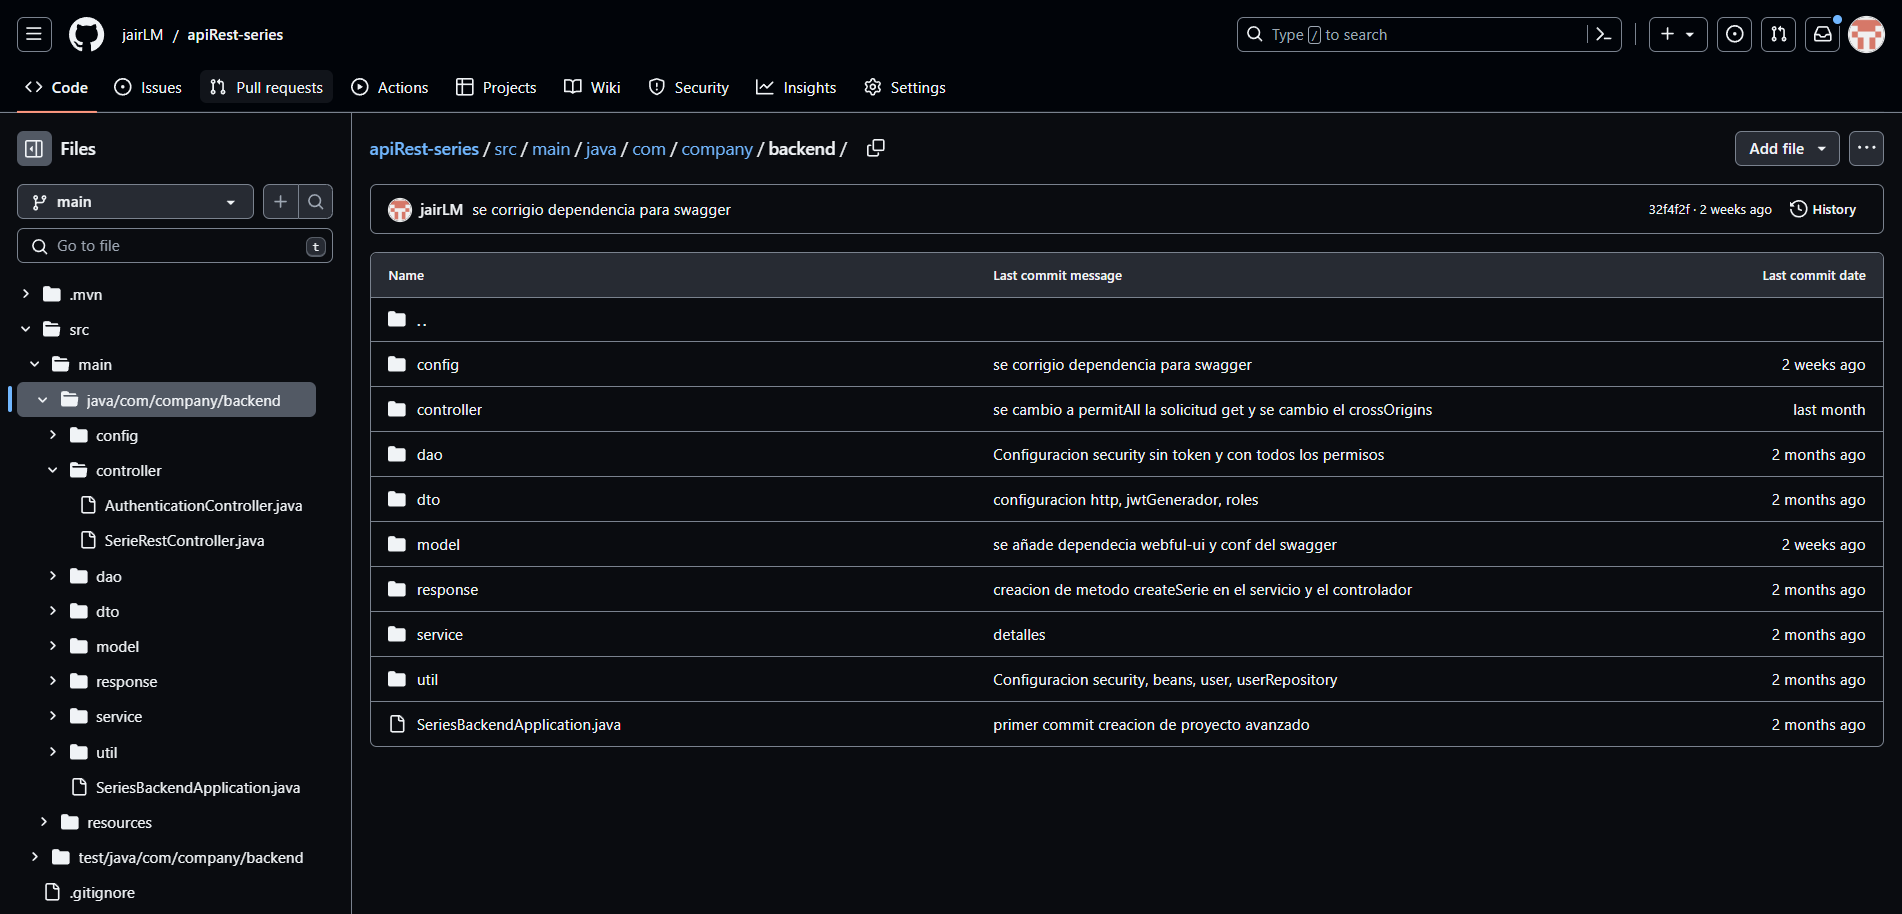 jairLM / apiRest-series
Type / to search
Code Issues Pull requests Actions Projects Wiki Security Insights Settings
Files
main
Go to file t
.mvn
src
main
java/com/company/backend
config
controller
AuthenticationController.java
SerieRestController.java
dao
dto
model
response
service
util
SeriesBackendApplication.java
resources
test/java/com/company/backend
.gitignore
apiRest-series / src / main / java / com / company / backend /
Add file
jairLM se corrigio dependencia para swagger 32f4f2f · 2 weeks ago History
Name Last commit message Last commit date
..
config se corrigio dependencia para swagger 2 weeks ago
controller se cambio a permitAll la solicitud get y se cambio el crossOrigins last month
dao Configuracion security sin token y con todos los permisos 2 months ago
dto configuracion http, jwtGenerador, roles 2 months ago
model se añade dependecia webful-ui y conf del swagger 2 weeks ago
response creacion de metodo createSerie en el servicio y el controlador 2 months ago
service detalles 2 months ago
util Configuracion security, beans, user, userRepository 2 months ago
SeriesBackendApplication.java primer commit creacion de proyecto avanzado 2 months ago